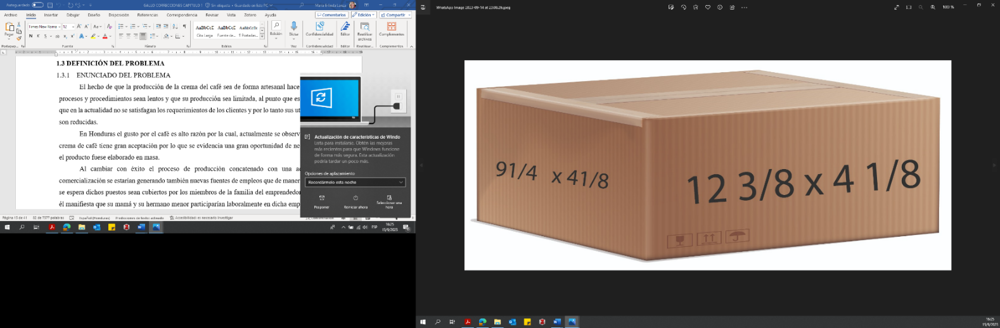 Autoguardado
GALLO CORRECCIONES CAPITULO 1
Sin etiqueta • Guardado en Este PC
Archivo Inicio Insertar Dibujar Diseño Disposición Referencias Correspondencia Revisar Vista Zotero Ayuda
Comentarios Edición Compartir
Pegar
Times New Roma 12
N K S
AaBbCcI AaBbCcI AaBbCcDc
Cita Larga Fuente de... ¶ Portadas...
Edición Dictar Confidencialidad Editor Reutilizar archivos Complementos
Portapap... Fuente Párrafo Estilos Voz Confidencialidad Editor Reutilizar... Complementos
1.3 DEFINICIÓN DEL PROBLEMA
1.3.1 ENUNCIADO DEL PROBLEMA
El hecho de que la producción de la crema del café sea de forma artesanal hace
procesos y procedimientos sean lentos y que su producción sea limitada, al punto que es
que en la actualidad no se satisfagan los requerimientos de los clientes y por lo tanto sus ut
son reducidas.
En Honduras el gusto por el café es alto razón por la cual, actualmente se observ
crema de café tiene gran aceptación por lo que se evidencia una gran oportunidad de ne
el producto fuese elaborado en masa.
Al cambiar con éxito el proceso de producción concatenado con una a
comercialización se estarían generando también nuevas fuentes de empleos que de maner
se espera dichos puestos sean cubiertos por los miembros de la familia del emprendedor
él manifiesta que su mamá y su hermano menor participarían laboralmente en dicha emp
Actualización de características de Windo
Lista para instalarse. Obtén las mejoras
más recientes para que Windows funcione
de forma más segura. Esta actualización
podría tardar un poco más.
Opciones de aplazamiento
Recordármelo esta noche
Posponer Reiniciar ahora Seleccionar una hora
Página 15 de 41 32 de 7377 palabras Español (Honduras) Predicciones de texto: activado Accesibilidad: es necesario investigar
ESP
16:25
15/9/2023
WhatsApp Image 2023-09-14 at 23.08.26.jpeg
100 %
91/4 x 41/8
12 3/8 x 4 1/8
16:25
15/9/2023